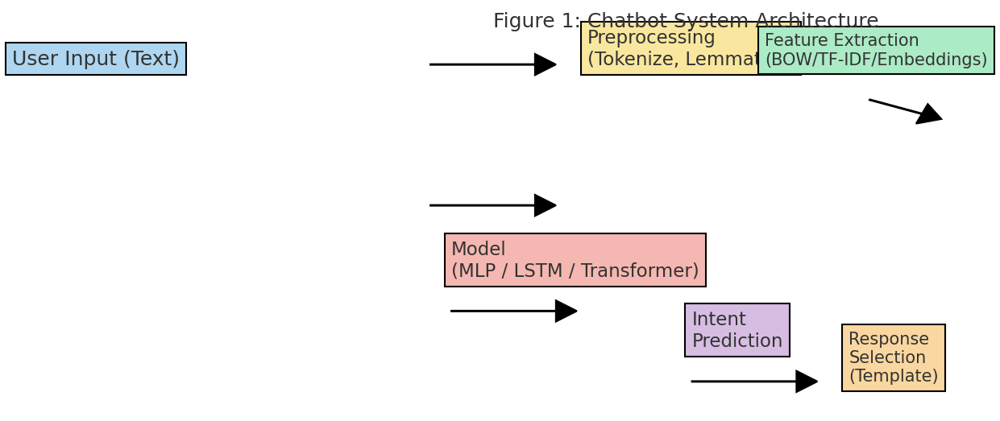 Figure 1: Chatbot System Architecture
User Input (Text)
Preprocessing
(Tokenize, Lemmat
Feature Extraction
(BOW/TF-IDF/Embeddings)
Model
(MLP / LSTM / Transformer)
Intent
Prediction
Response
Selection
(Template)